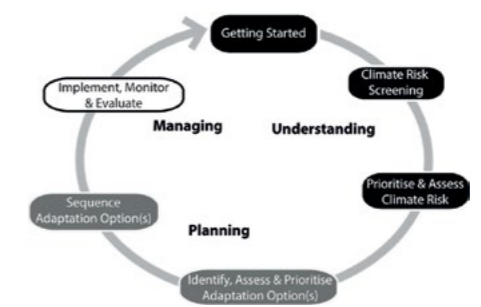 Getting Started
Climate Risk
Screening
Prioritise & Assess
Climate Risk
Identify, Assess & Prioritise
Adaptation Option(s)
Sequence
Adaptation Option(s)
Implement, Monitor
& Evaluate
Managing
Understanding
Planning